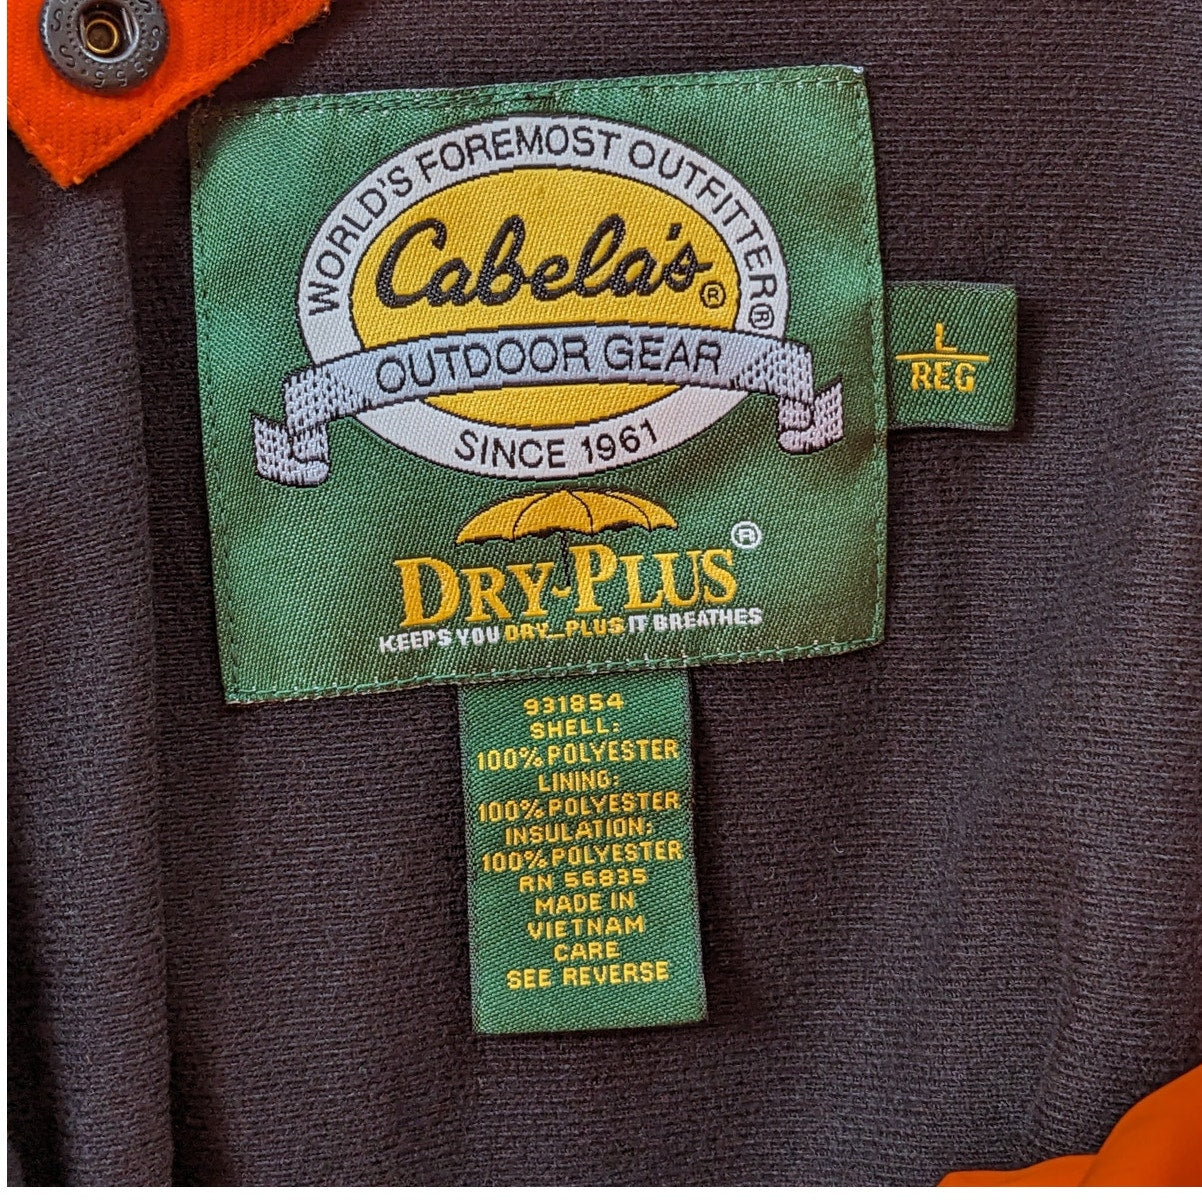 WORLD'S FOREMOST OUTFITTER®
Cabela's®
OUTDOOR GEAR
SINCE 1961
L
REG
DRY-PLUS®
KEEPS YOU DRY_PLUS IT BREATHES
931854
SHELL:
100% POLYESTER
LINING:
100% POLYESTER
INSULATION:
100% POLYESTER
RN 56835
MADE IN
VIETNAM
CARE
SEE REVERSE